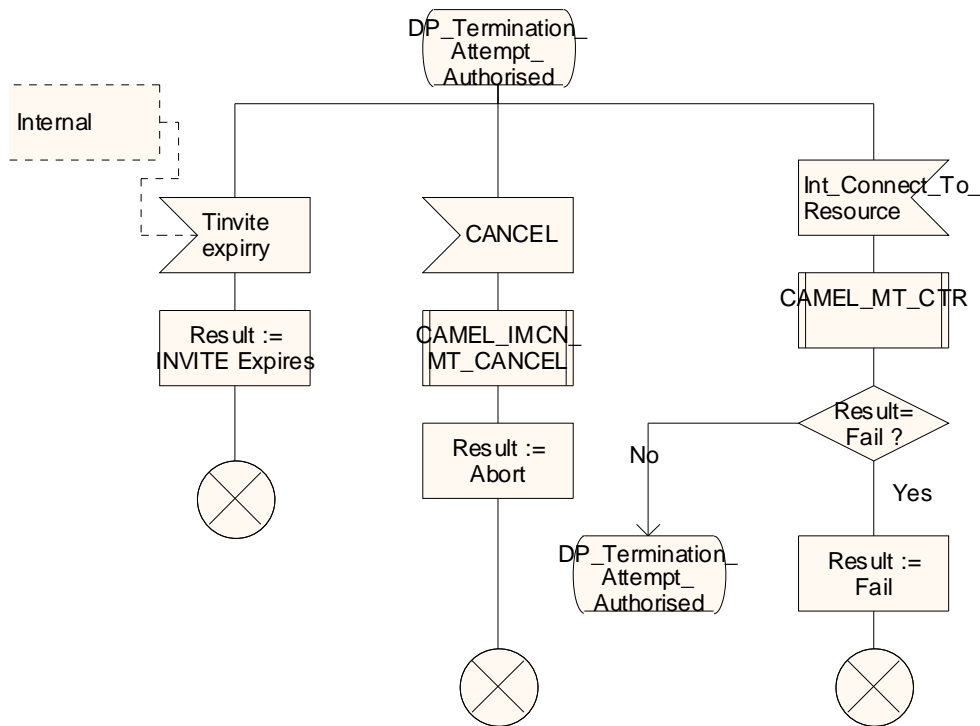 DP_Termination_
Attempt_
Authorised
Internal
Int_Connect_To_
Resource
Tinvite
expirry
CANCEL
CAMEL_MT_CTR
Result :=
INVITE Expires
CAMEL_IMCN_
MT_CANCEL
Result=
Fail ?
Result :=
Abort
No
Yes
DP_Termination_
Attempt_
Authorised
Result :=
Fail